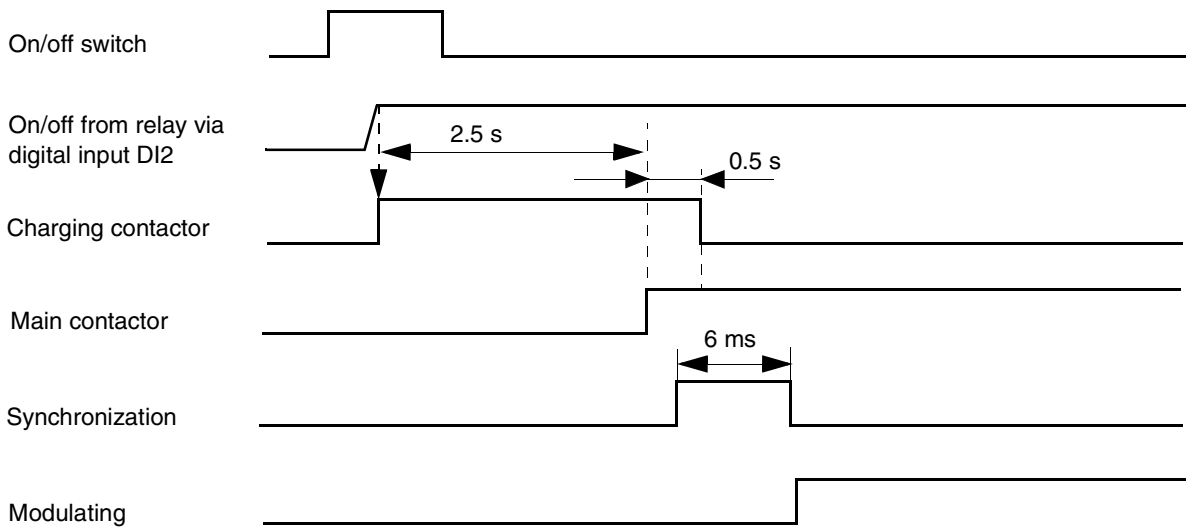 On/off switch
On/off from relay via
digital input DI2
2.5 s
0.5 s
Charging contactor
Main contactor
6 ms
Synchronization
Modulating